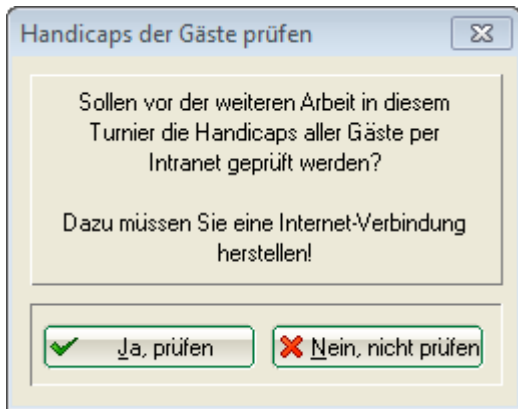 Handicaps der Gäste prüfen
Sollen vor der weiteren Arbeit in diesem
Turnier die Handicaps aller Gäste per
Intranet geprüft werden?
Dazu müssen Sie eine Internet-Verbindung
herstellen!
Ja, prüfen
Nein, nicht prüfen